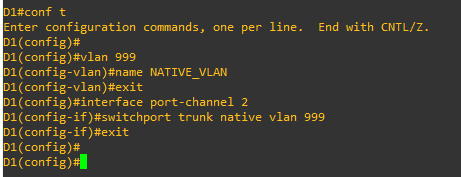 D1#conf t
Enter configuration commands, one per line.  End with CNTL/Z.
D1(config)#
D1(config)#vlan 999
D1(config-vlan)#name NATIVE_VLAN
D1(config-vlan)#exit
D1(config)#interface port-channel 2
D1(config-if)#switchport trunk native vlan 999
D1(config-if)#exit
D1(config)#
D1(config)#